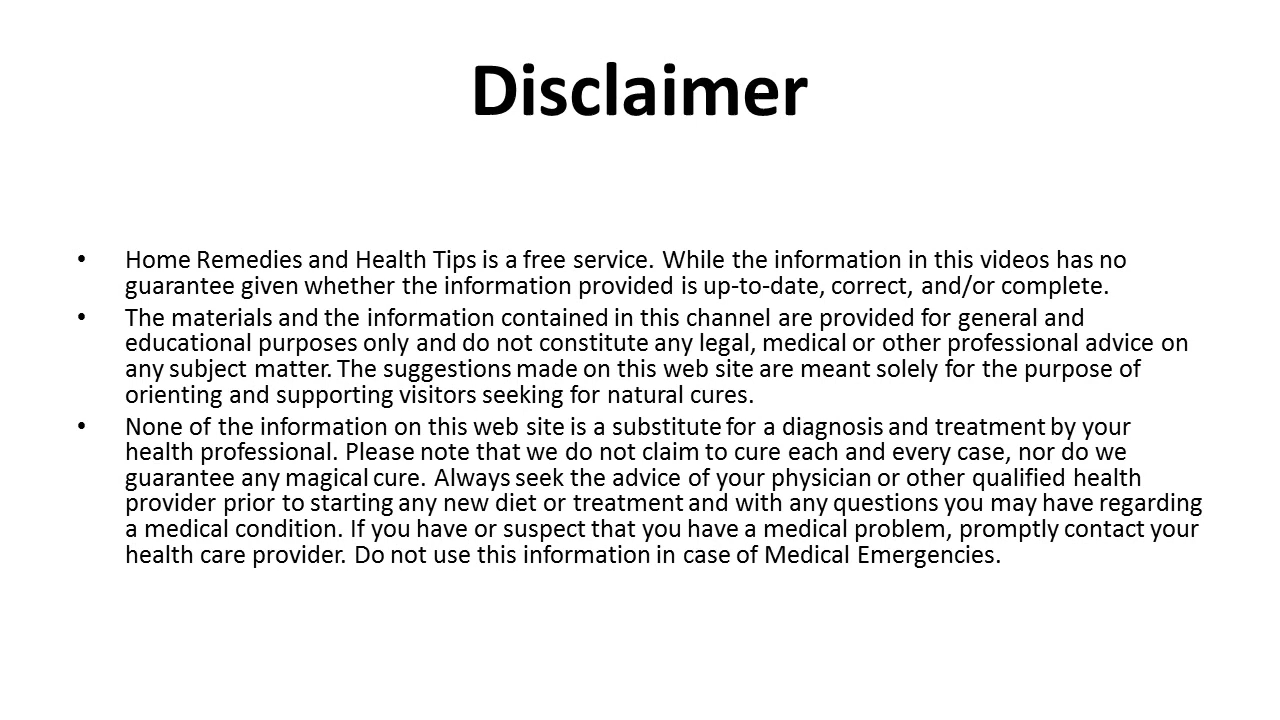 Disclaimer
• Home Remedies and Health Tips is a free service. While the information in this videos has no
guarantee given whether the information provided is up-to-date, correct, and/or complete.
• The materials and the information contained in this channel are provided for general and
educational purposes only and do not constitute any legal, medical or other professional advice on
any subject matter. The suggestions made on this web site are meant solely for the purpose of
orienting and supporting visitors seeking for natural cures.
• None of the information on this web site is a substitute for a diagnosis and treatment by your
health professional. Please note that we do not claim to cure each and every case, nor do we
guarantee any magical cure. Always seek the advice of your physician or other qualified health
provider prior to starting any new diet or treatment and with any questions you may have regarding
a medical condition. If you have or suspect that you have a medical problem, promptly contact your
health care provider. Do not use this information in case of Medical Emergencies.